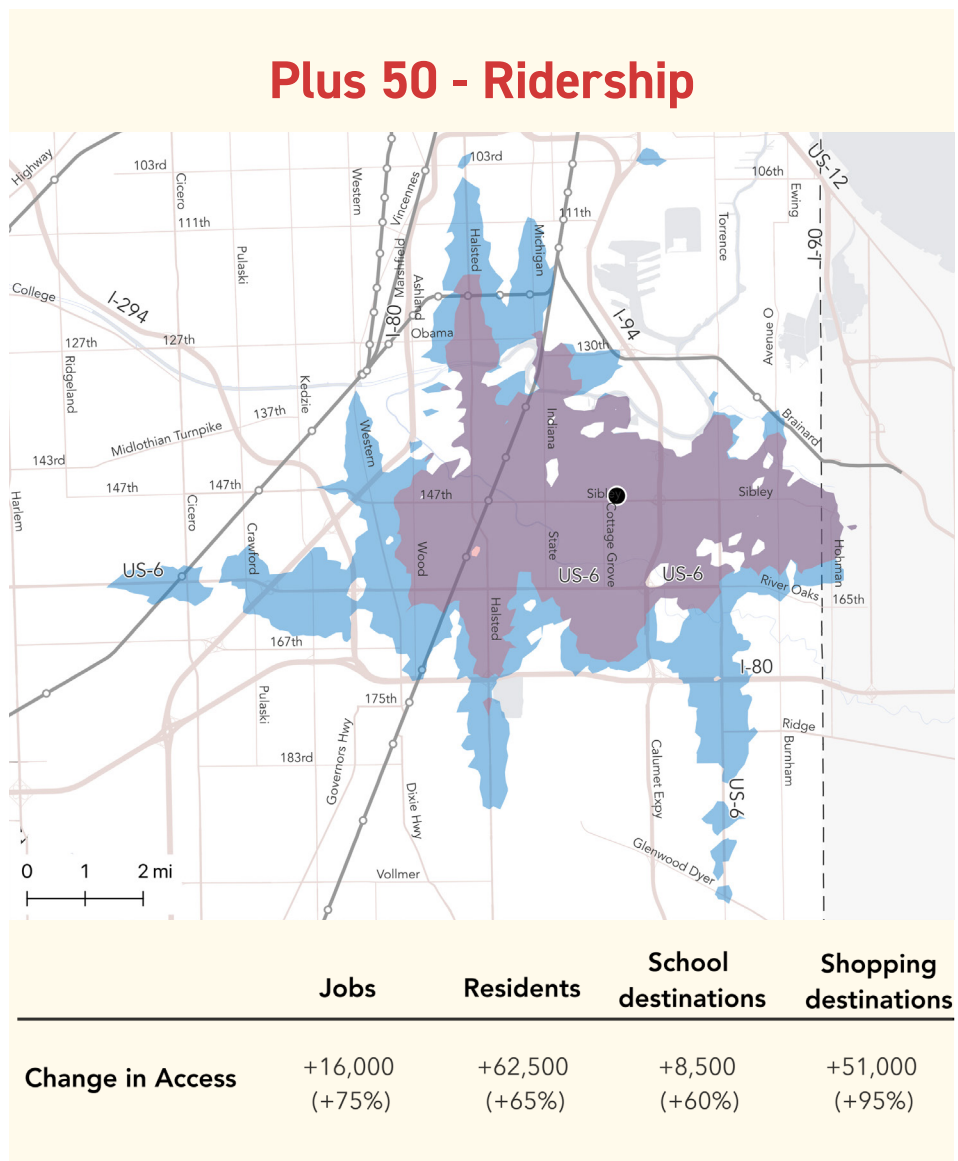 Plus 50 - Ridership
Highway
103rd
103rd
US-12
Cicero
Western
Vincennes
106th
Ewing
111th
111th
Torrence
I-90
Pulaski
Marshfield
Halsted
Michigan
Ashland
College
I-294
I-80
I-94
Avenue O
127th
127th
Obama
130th
Ridgeland
Kedzie
137th
Midlothian Turnpike
Western
Indiana
Brainard
143rd
147th
147th
147th
Sibley
Sibley
Harlem
Cicero
Crawford
Wood
State
Cottage Grove
Hohman
US-6
US-6
US-6
River Oaks
165th
Halsted
167th
I-80
Pulaski
175th
Governors Hwy
183rd
Dixie Hwy
Calumet Expy
US-6
Ridge
Burnham
Glenwood Dyer
Vollmer
0 1 2 mi
Jobs
Residents
School
destinations
Shopping
destinations
Change in Access
+16,000
(+75%)
+62,500
(+65%)
+8,500
(+60%)
+51,000
(+95%)